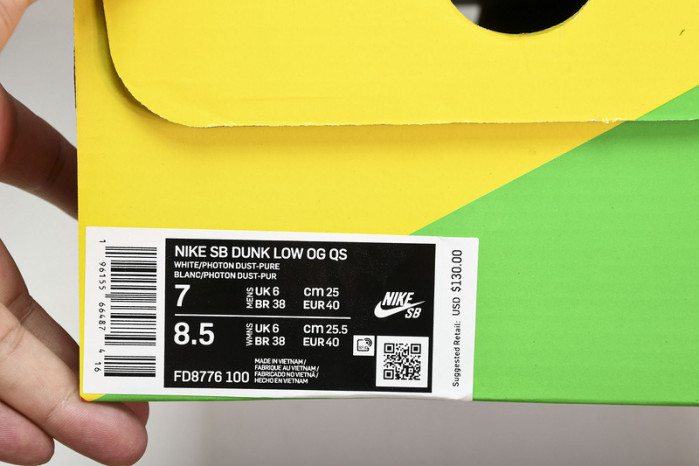 1 96155 66487 4 16
NIKE SB DUNK LOW OG QS
WHITE/PHOTON DUST-PURE
BLANC/PHOTON DUST-PUR
7 MENS UK 6 cm 25
BR 38 EUR 40
8.5 WMNS UK 6 cm 25.5
BR 38 EUR 40
FD8776 100
MADE IN VIETNAM /
FABRIQUE AU VIETNAM /
FABRICADO NO VIETNÃ /
HECHO EN VIETNAM
NIKE
SB
Suggested Retail: USD $130.00